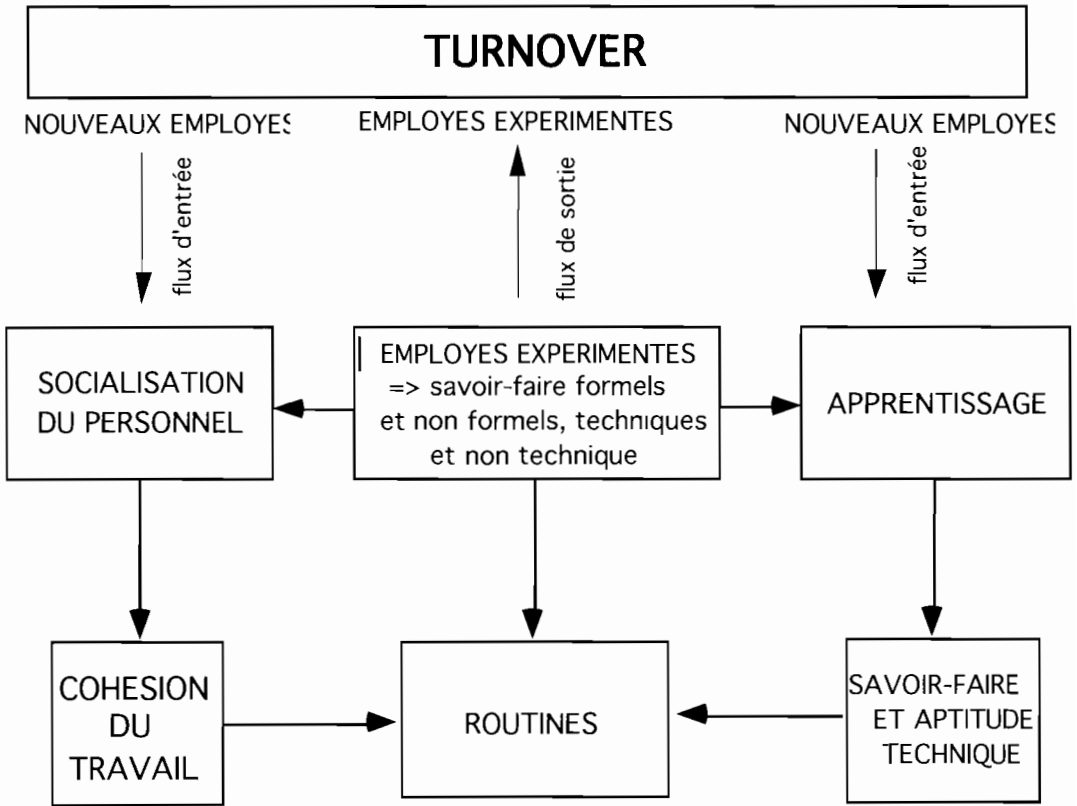 TURNOVER
NOUVEAUX EMPLOYES
EMPLOYES EXPERIMENTES
NOUVEAUX EMPLOYES
flux d'entrée
flux de sortie
flux d'entrée
SOCIALISATION
DU PERSONNEL
EMPLOYES EXPERIMENTES
=> savoir-faire formels
et non formels, techniques
et non technique
APPRENTISSAGE
COHESION
DU
TRAVAIL
ROUTINES
SAVOIR-FAIRE
ET APTITUDE
TECHNIQUE